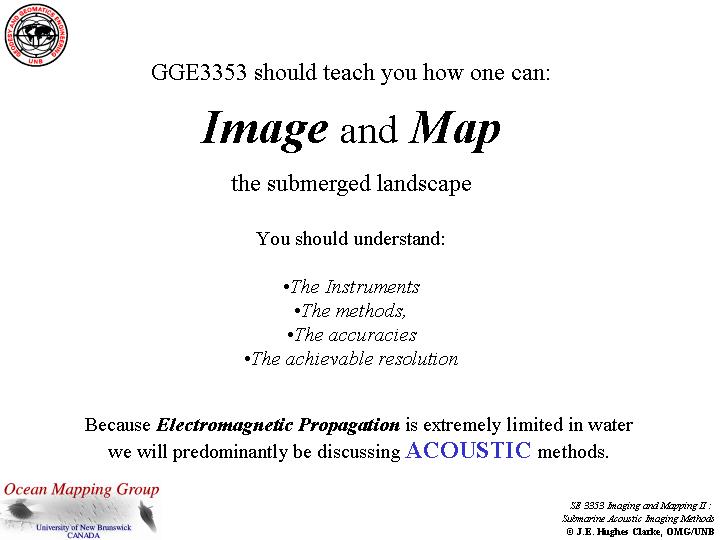 GEODESY AND GEOMATICS ENGINEERING
UNB
GGE3353 should teach you how one can:
Image and Map
the submerged landscape
You should understand:
•The Instruments
•The methods,
•The accuracies
•The achievable resolution
Because Electromagnetic Propagation is extremely limited in water
we will predominantly be discussing ACOUSTIC methods.
Ocean Mapping Group
University of New Brunswick
CANADA
SE 3353 Imaging and Mapping II :
Submarine Acoustic Imaging Methods
© J.E. Hughes Clarke, OMG/UNB